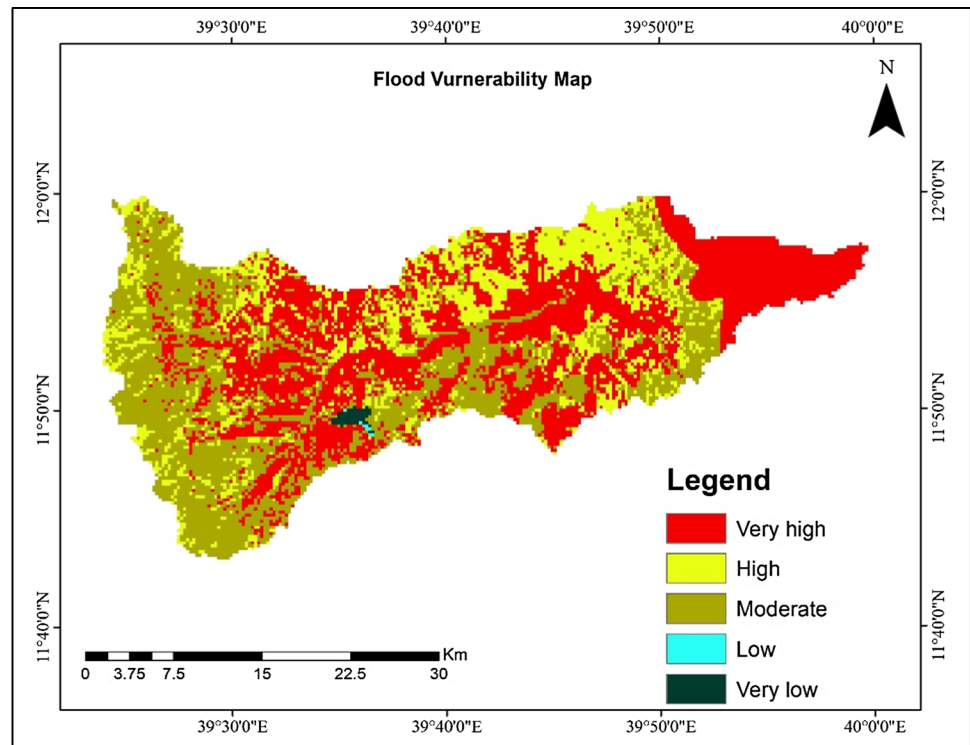 39°30'0"E 39°40'0"E 39°50'0"E 40°0'0"E
Flood Vurnerability Map
N
12°0'0"N 12°0'0"N
11°50'0"N 11°50'0"N
Legend
Very high
High
Moderate
Low
Very low
11°40'0"N 11°40'0"N
Km
0 3.75 7.5 15 22.5 30
39°30'0"E 39°40'0"E 39°50'0"E 40°0'0"E